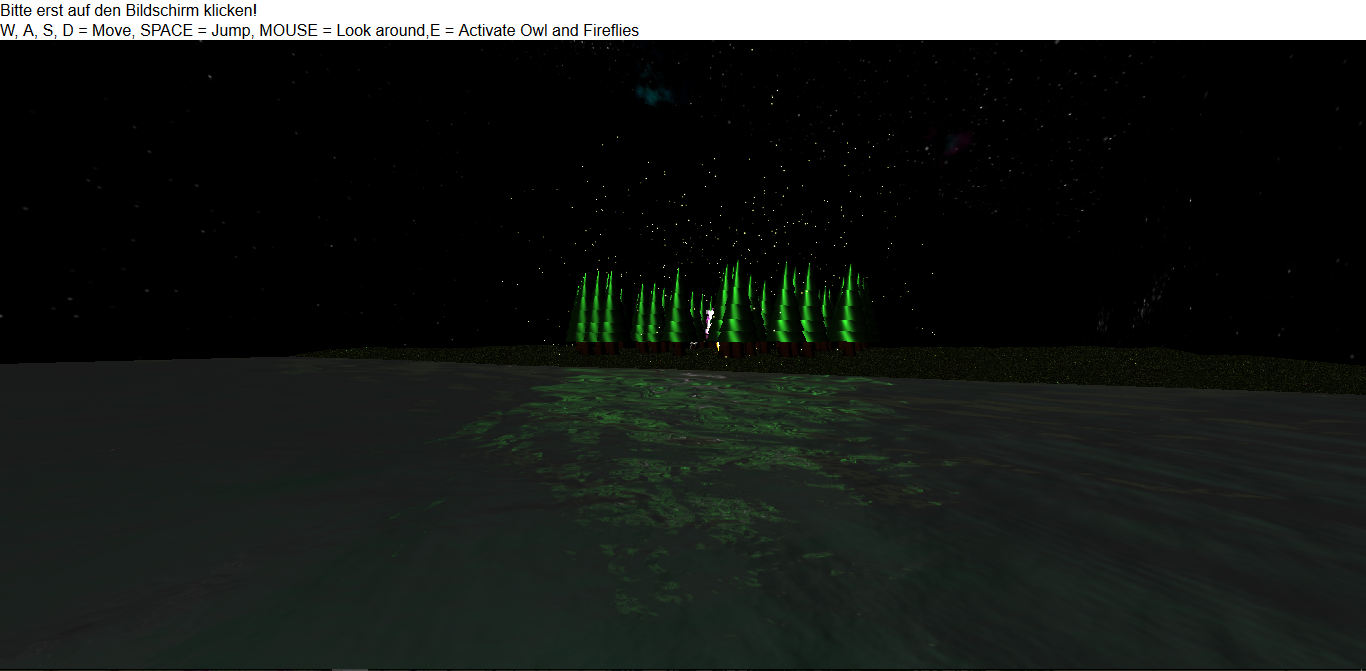 Bitte erst auf den Bildschirm klicken!
W, A, S, D = Move, SPACE = Jump, MOUSE = Look around,E = Activate Owl and Fireflies